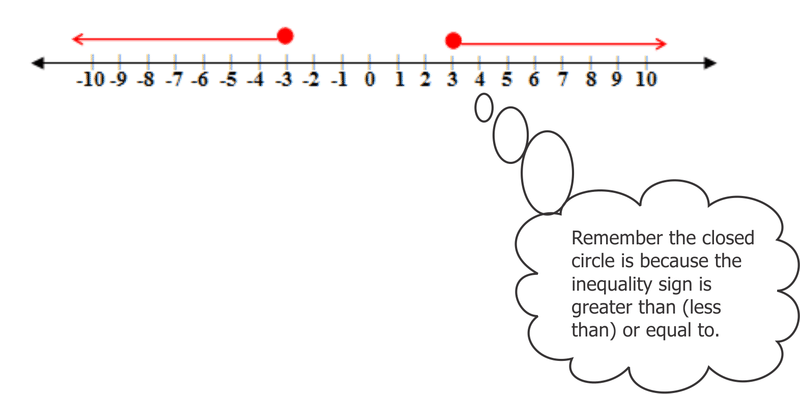 -10 -9 -8 -7 -6 -5 -4 -3 -2 -1 0 1 2 3 4 5 6 7 8 9 10
Remember the closed
circle is because the
inequality sign is
greater than (less
than) or equal to.